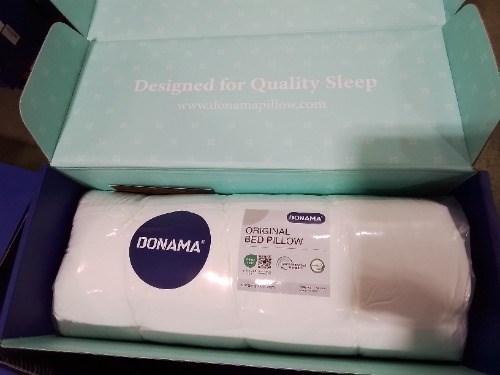 Designed for Quality Sleep
www.donamapillow.com
DONAMA®
DONAMA
ORIGINAL
BED PILLOW